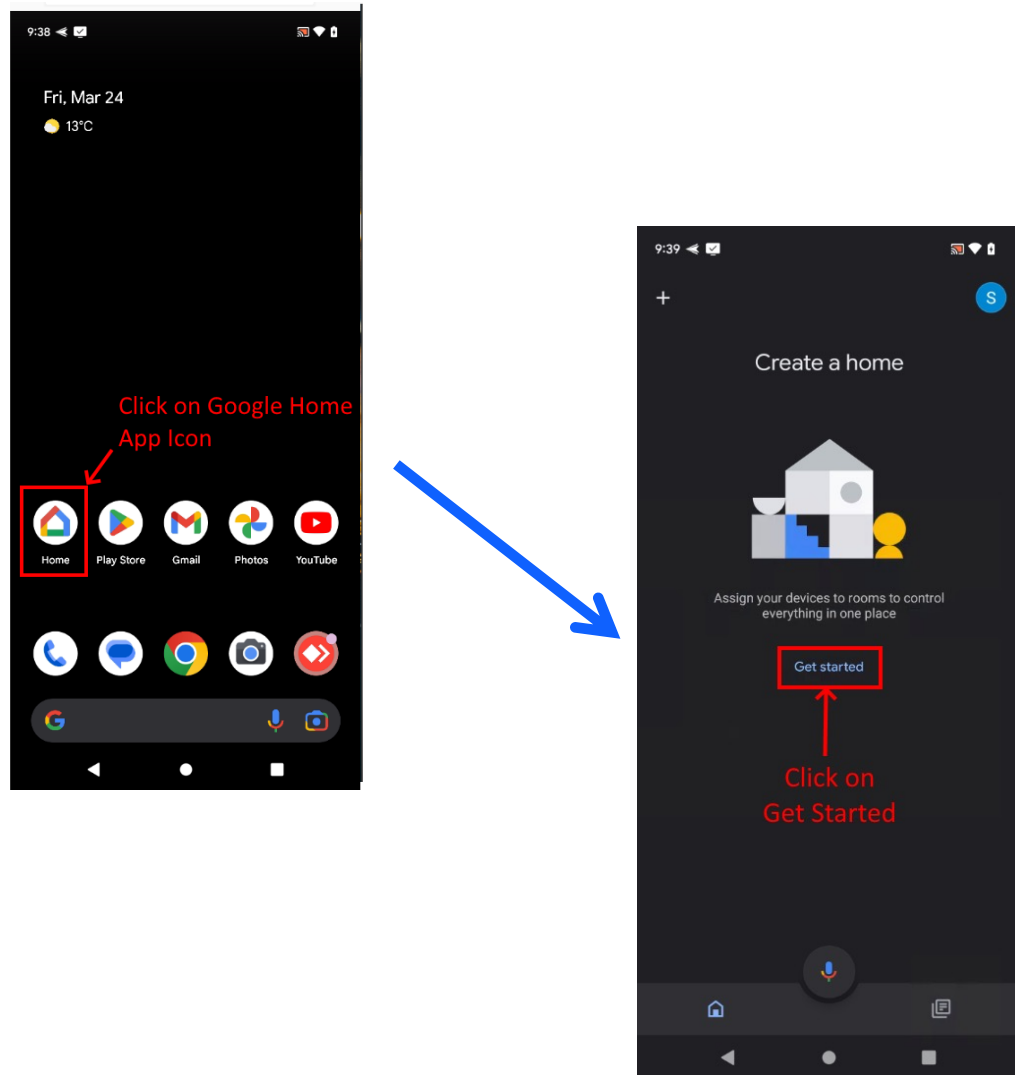 9:38
Fri, Mar 24
13°C
Click on Google Home
App Icon
Home Play Store Gmail Photos YouTube
9:39
S
Create a home
Assign your devices to rooms to control
everything in one place
Get started
Click on
Get Started